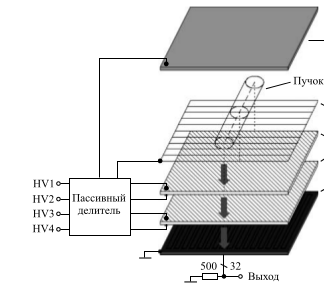 Пучок
HV1
HV2
HV3
HV4
Пассивный
делитель
500
32
Выход